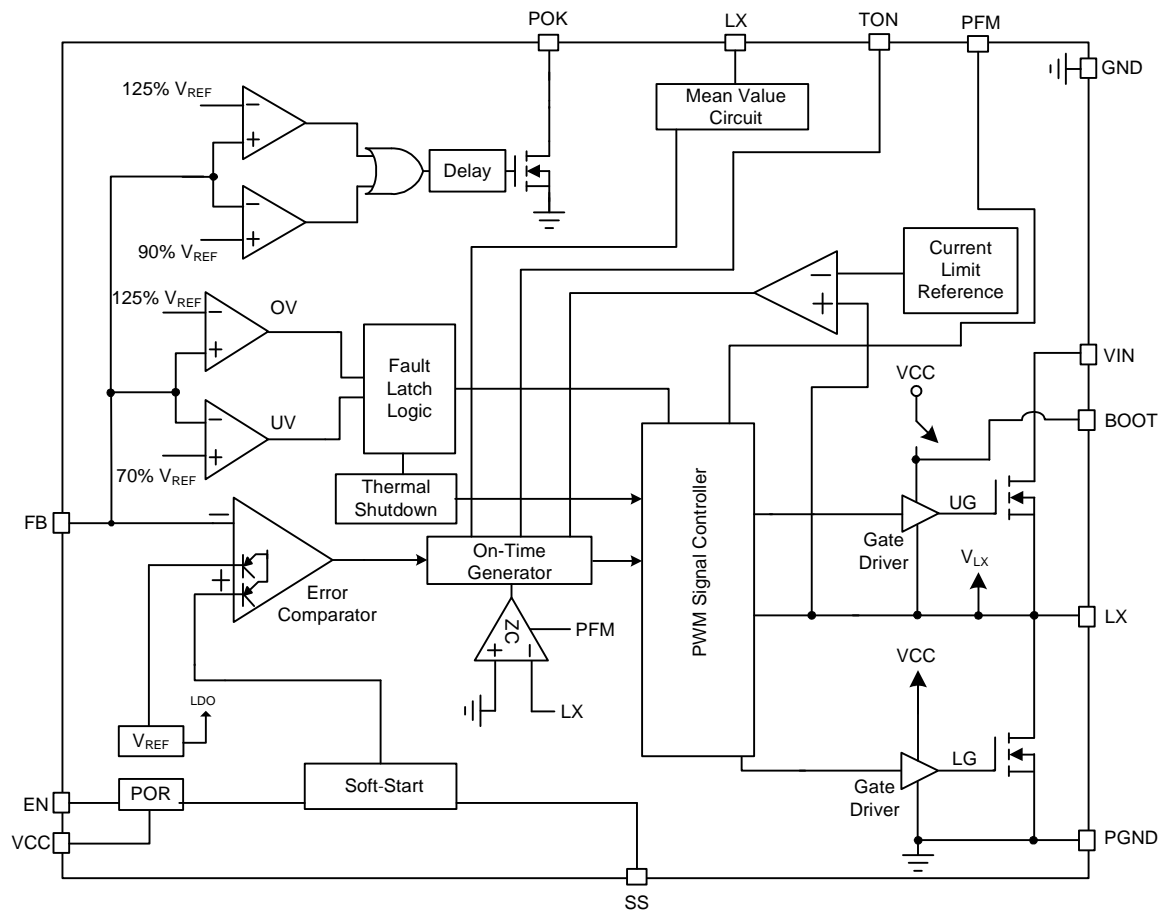 POK
LX
TON
PFM
GND
125% VREF
Mean Value
Circuit
Delay
90% VREF
Current
Limit
Reference
125% VREF
OV
Fault
Latch
Logic
VIN
VCC
BOOT
UV
70% VREF
Thermal
Shutdown
UG
Gate
Driver
FB
On-Time
Generator
PWM Signal Controller
VLX
Error
Comparator
ZC
PFM
LX
LX
VCC
LDO
VREF
LG
Gate
Driver
Soft-Start
EN
POR
VCC
PGND
SS